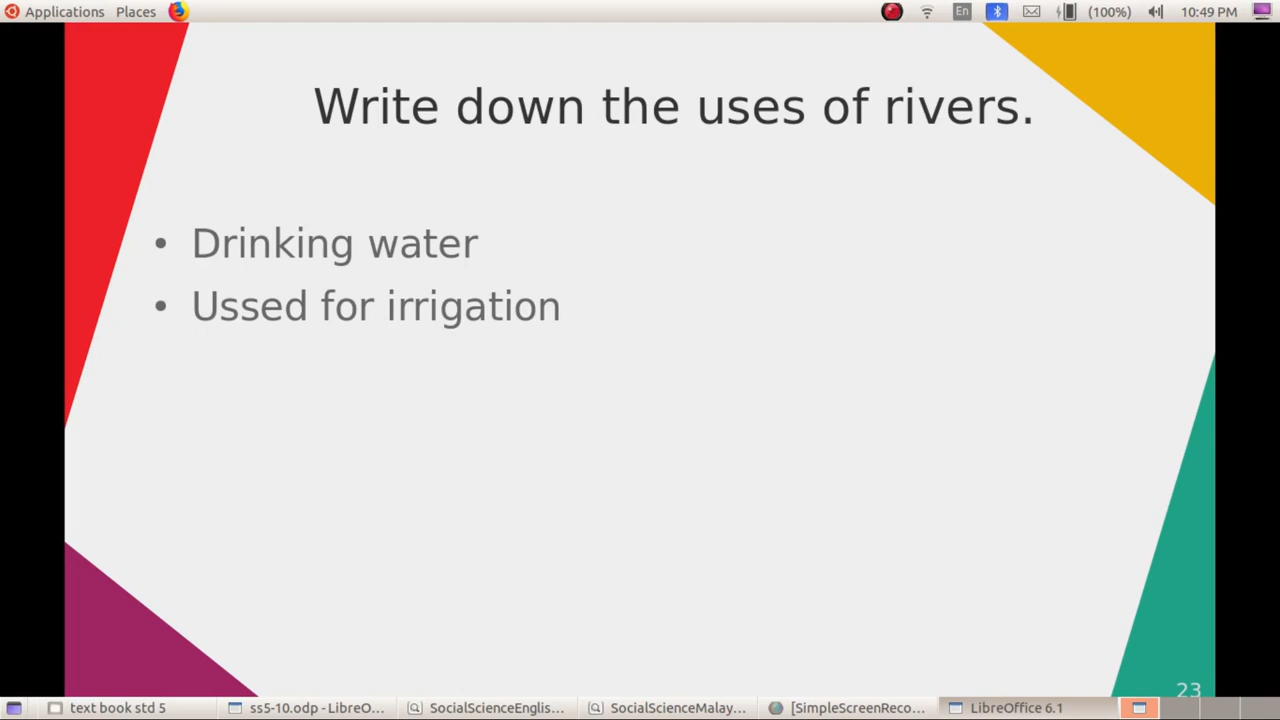 Applications Places En (100%) 10:49 PM
Write down the uses of rivers.
• Drinking water
• Ussed for irrigation
23
text book std 5 ss5-10.odp - LibreO... SocialScienceEnglis... SocialScienceMalay... [SimpleScreenReco... LibreOffice 6.1